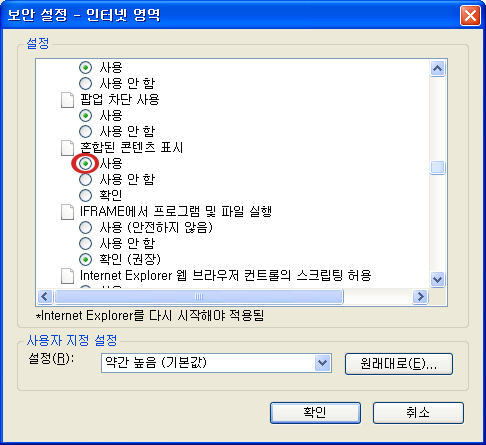 보안 설정 - 인터넷 영역
설정
사용
사용 안 함
팝업 차단 사용
사용
사용 안 함
혼합된 콘텐츠 표시
사용
사용 안 함
확인
IFRAME에서 프로그램 및 파일 실행
사용 (안전하지 않음)
사용 안 함
확인 (권장)
Internet Explorer 웹 브라우저 컨트롤의 스크립팅 허용
*Internet Explorer를 다시 시작해야 적용됨
사용자 지정 설정
설정(R): 약간 높음 (기본값) 원래대로(E)...
확인 취소